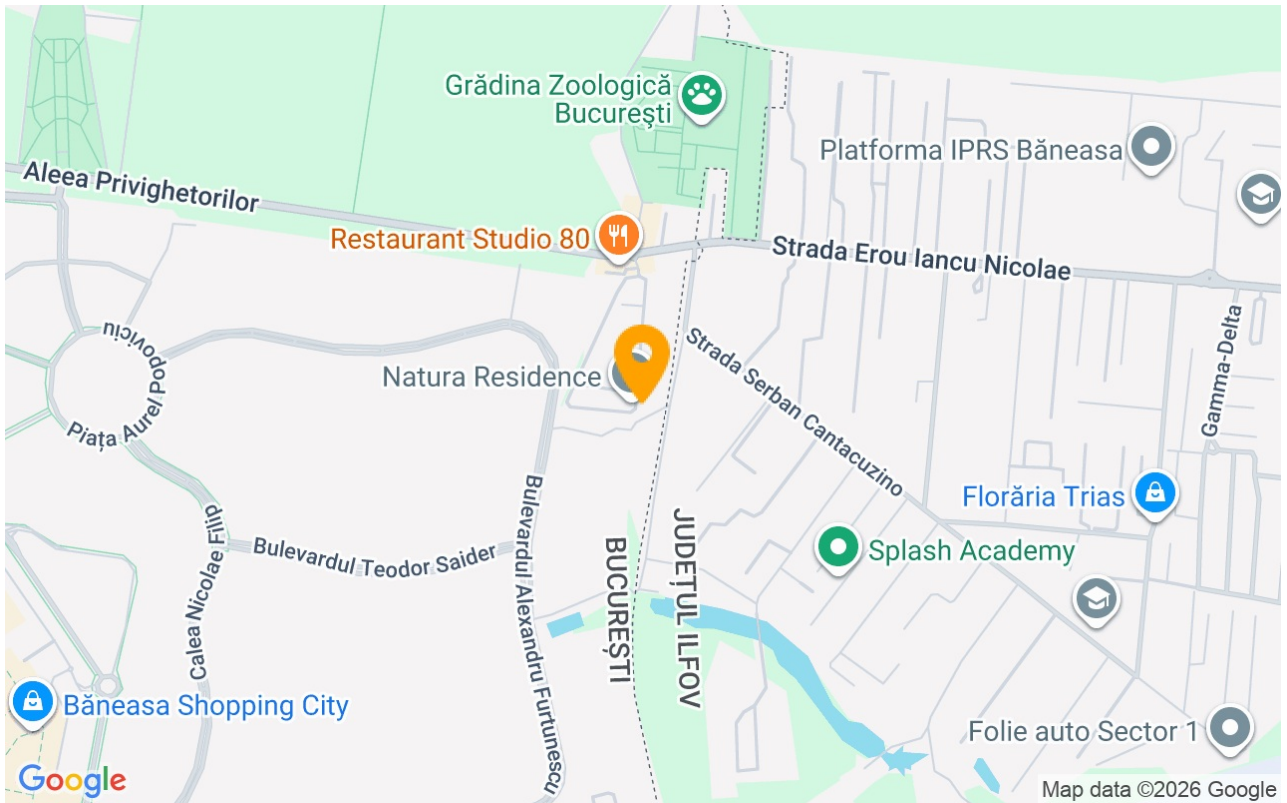 Grădina Zoologică
București
Platforma IPRS Băneasa
Aleea Privighetorilor
Restaurant Studio 80
Strada Erou Iancu Nicolae
Piața Aurel Popoviciu
Natura Residence
Strada Serban Cantacuzino
Gamma-Delta
Florăria Trias
Calea Nicolae Filip
Bulevardul Teodor Saider
Bulevardul Alexandru Furtunescu
BUCUREȘTI
JUDEȚUL ILFOV
Splash Academy
Băneasa Shopping City
Folie auto Sector 1
Google
Map data ©2026 Google